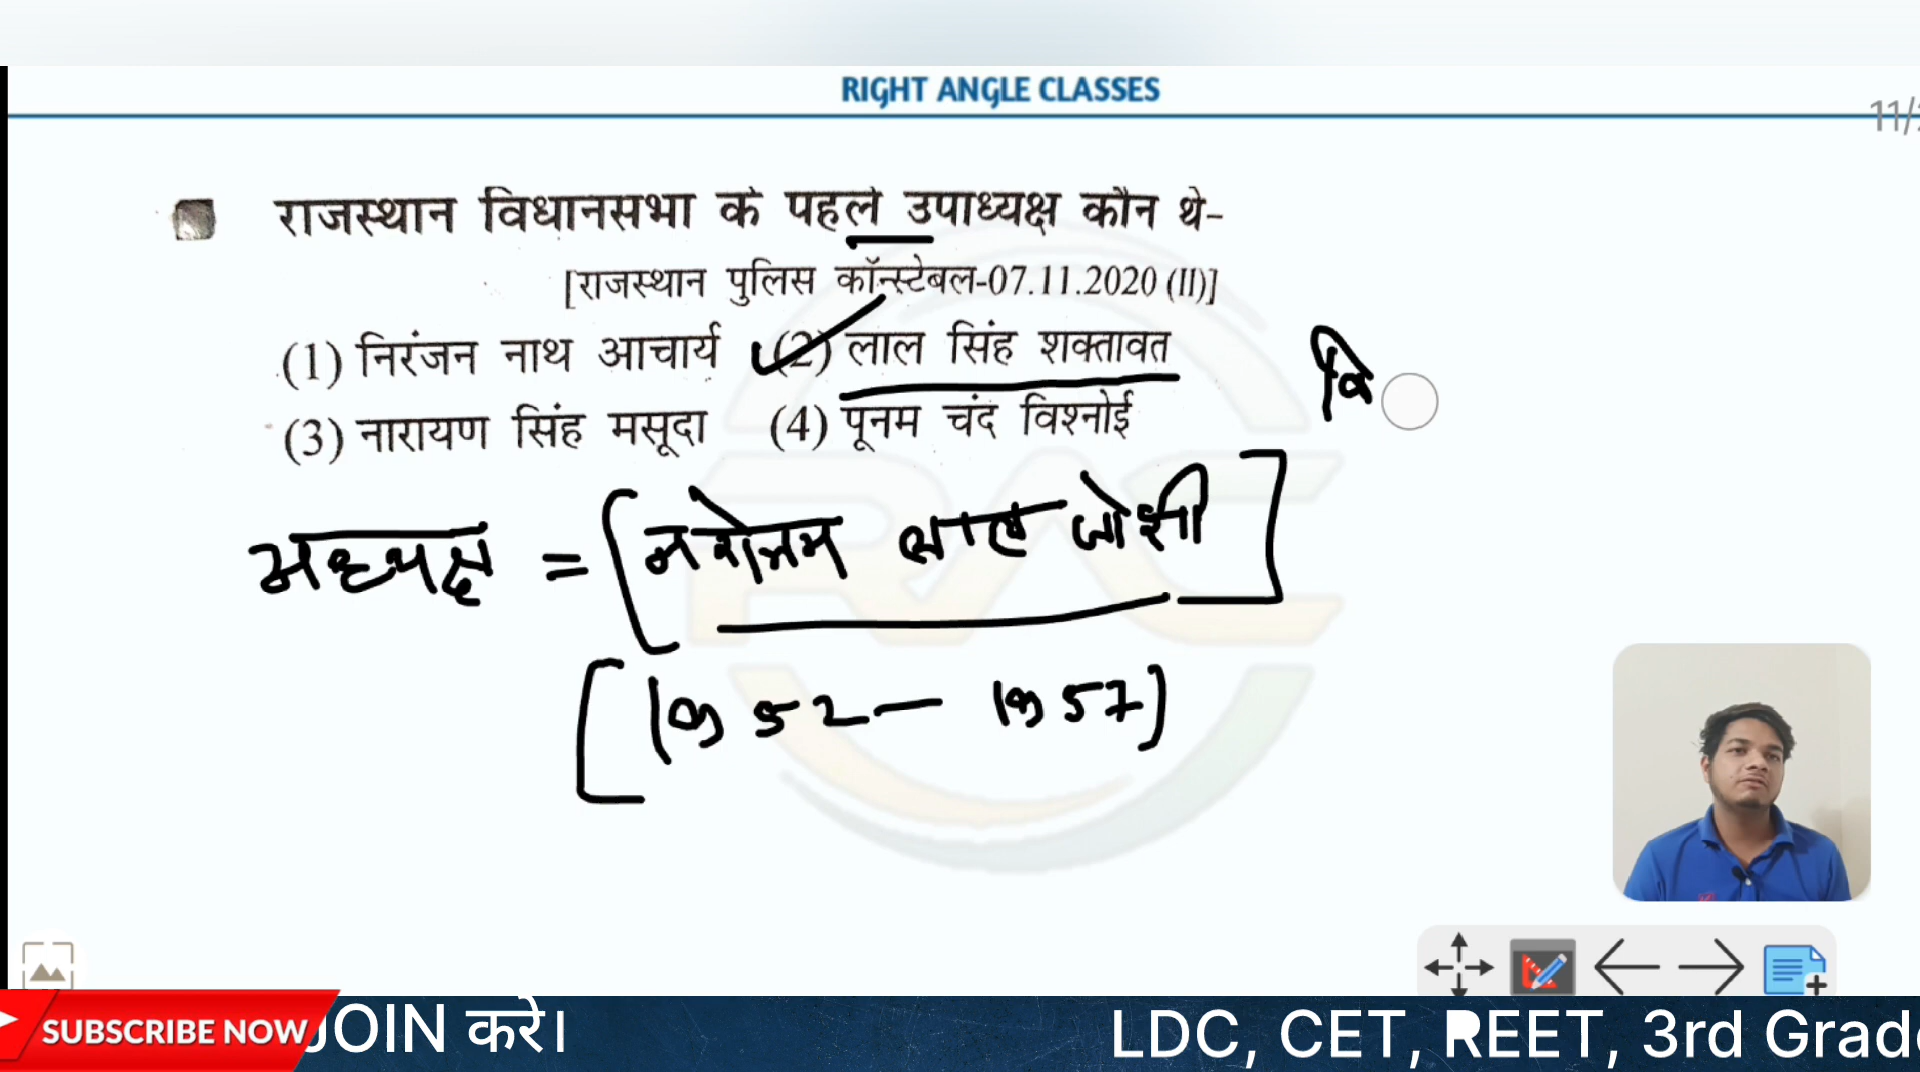 RIGHT ANGLE CLASSES
11/
राजस्थान विधानसभा के पहले उपाध्यक्ष कौन थे-
[राजस्थान पुलिस कॉन्स्टेबल-07.11.2020 (II)]
(1) निरंजन नाथ आचार्य (2) लाल सिंह शक्तावत
(3) नारायण सिंह मसूदा (4) पूनम चंद विश्नोई
वि
अध्यक्ष = [नरोत्तम लाल जोशी]
[1952 — 1957]
SUBSCRIBE NOW JOIN करे। LDC, CET, REET, 3rd Grad